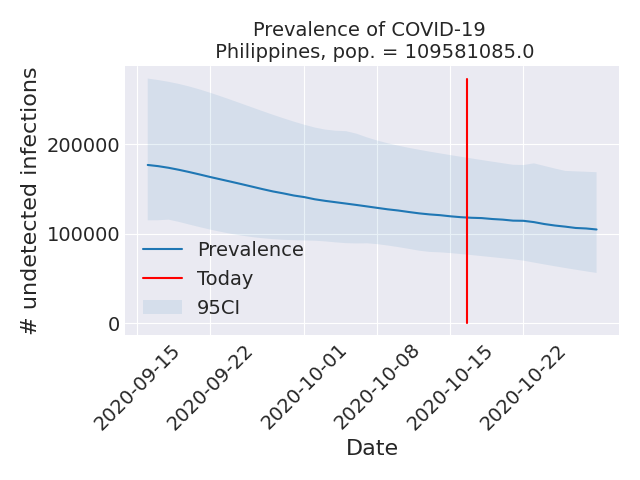 Prevalence of COVID-19
Philippines, pop. = 109581085.0
# undetected infections
200000
100000
0
Prevalence
Today
95CI
2020-09-15
2020-09-22
2020-10-01
2020-10-08
2020-10-15
2020-10-22
Date